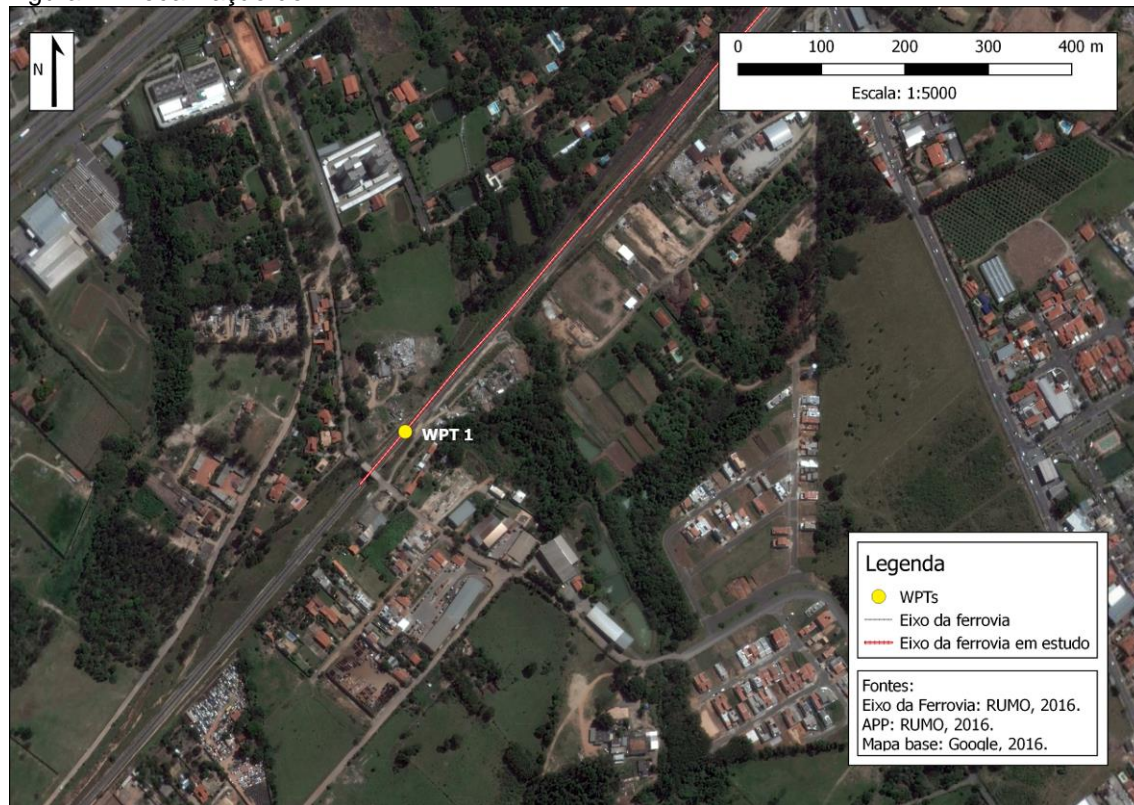 N
0 100 200 300 400 m
Escala: 1:5000
WPT 1
Legenda
WPTs
Eixo da ferrovia
Eixo da ferrovia em estudo
Fontes:
Eixo da Ferrovia: RUMO, 2016.
APP: RUMO, 2016.
Mapa base: Google, 2016.